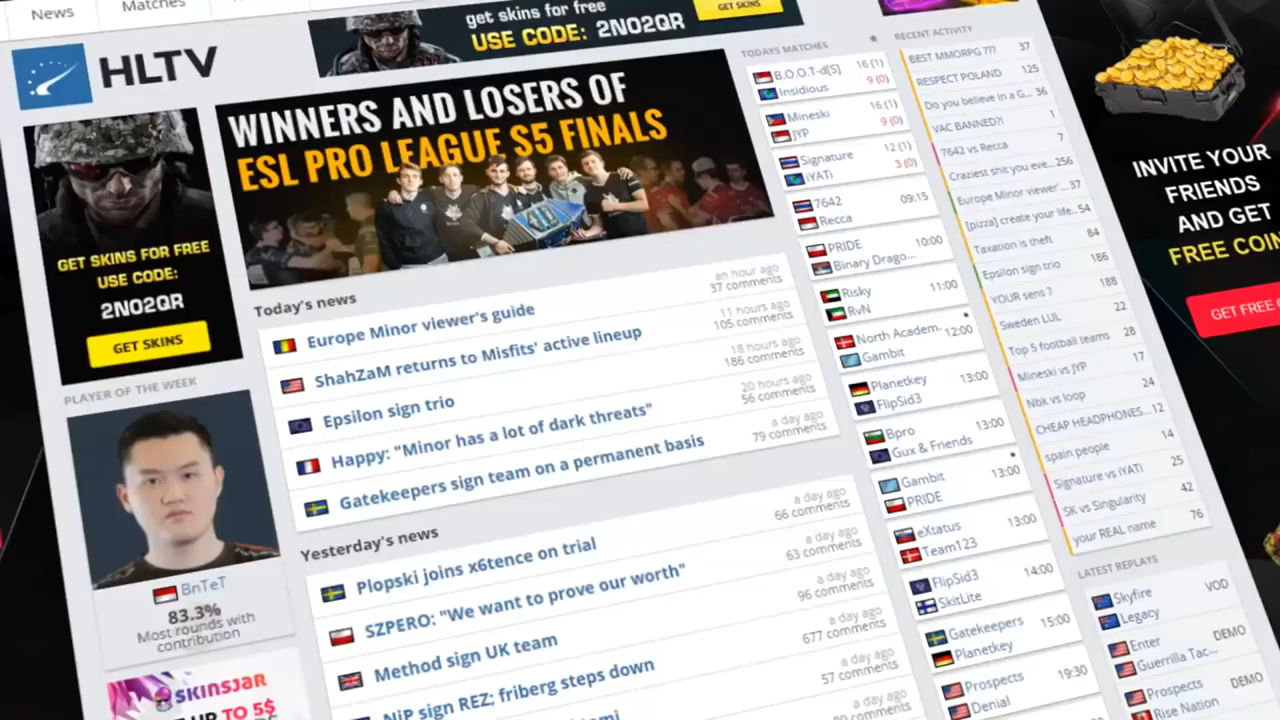 News
Matches
HLTV
get skins for free
USE CODE: 2NO2QR
GET SKINS
GET SKINS FOR FREE
USE CODE:
2NO2QR
GET SKINS
PLAYER OF THE WEEK
BnTeT
83.3%
Most rounds with
contribution
SKINSJAR
UP TO 5$
WINNERS AND LOSERS OF
ESL PRO LEAGUE S5 FINALS
Today's news
Europe Minor viewer's guide
an hour ago
37 comments
ShahZaM returns to Misfits' active lineup
11 hours ago
105 comments
Epsilon sign trio
18 hours ago
186 comments
Happy: "Minor has a lot of dark threats"
20 hours ago
56 comments
Gatekeepers sign team on a permanent basis
a day ago
79 comments
Yesterday's news
Plopski joins x6tence on trial
a day ago
66 comments
SZPERO: "We want to prove our worth"
a day ago
63 comments
Method sign UK team
a day ago
96 comments
NiP sign REZ; friberg steps down
a day ago
677 comments
a day ago
57 comments
a day ago
TODAYS MATCHES
B.O.O.T-d[S] 16 (1)
Insidious 9 (0)
Mineski 16 (1)
JYP 9 (0)
Signature 12 (1)
iYATi 3 (0)
7642 09:15
Recca
PRIDE 10:00
Binary Drago...
Risky 11:00
RvN
North Academ- 12:00
Gambit
Planetkey 13:00
FlipSid3
Bpro 13:00
Gux & Friends
Gambit 13:00
PRIDE
eXtatus 13:00
Team123
FlipSid3 14:00
SkitLite
Gatekeepers 15:00
Planetkey
Prospects 19:30
Denial
RECENT ACTIVITY
BEST MMORPG ??? 37
RESPECT POLAND 125
Do you believe in a G... 36
VAC BANNED?! 1
7642 vs Recca 7
Craziest shit you eve... 256
Europe Minor viewer'... 37
[pizza] create your life... 54
Taxation is theft 84
Epsilon sign trio 186
YOUR sens ? 188
Sweden LUL 22
Top 5 football teams 28
Mineski vs JYP 17
Nbk vs loop 24
CHEAP HEADPHONES... 12
spain people 14
Signature vs iYATi 25
SK vs Singularity 42
your REAL name 76
LATEST REPLAYS
Skyfire VOD
Legacy
Enter DEMO
Guerrilla Tac...
Prospects DEMO
Rise Nation
INVITE YOUR
FRIENDS
AND GET
FREE COIN
GET FREE